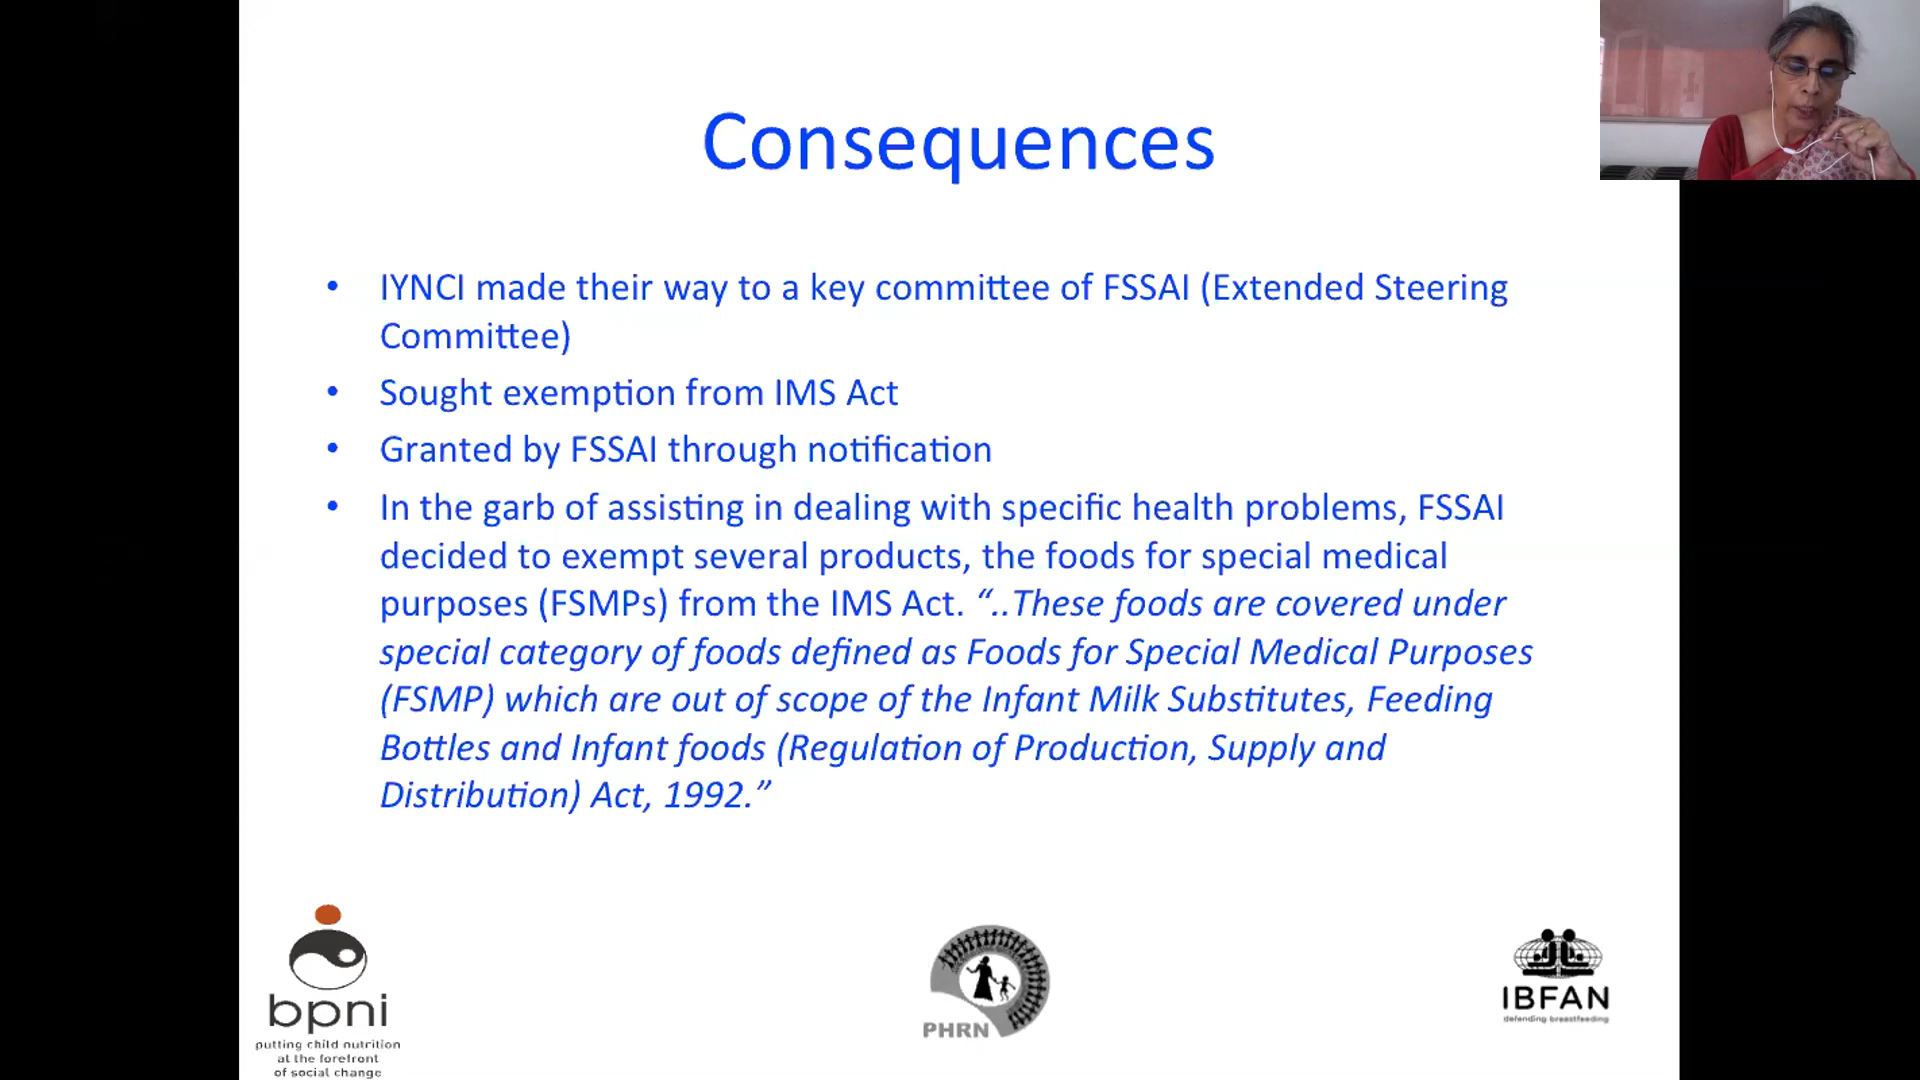 Consequences
• IYNCI made their way to a key committee of FSSAI (Extended Steering
Committee)
• Sought exemption from IMS Act
• Granted by FSSAI through notification
• In the garb of assisting in dealing with specific health problems, FSSAI
decided to exempt several products, the foods for special medical
purposes (FSMPs) from the IMS Act. “..These foods are covered under
special category of foods defined as Foods for Special Medical Purposes
(FSMP) which are out of scope of the Infant Milk Substitutes, Feeding
Bottles and Infant foods (Regulation of Production, Supply and
Distribution) Act, 1992.”
bpni
putting child nutrition
at the forefront
of social change
PHRN
IBFAN
defending breastfeeding